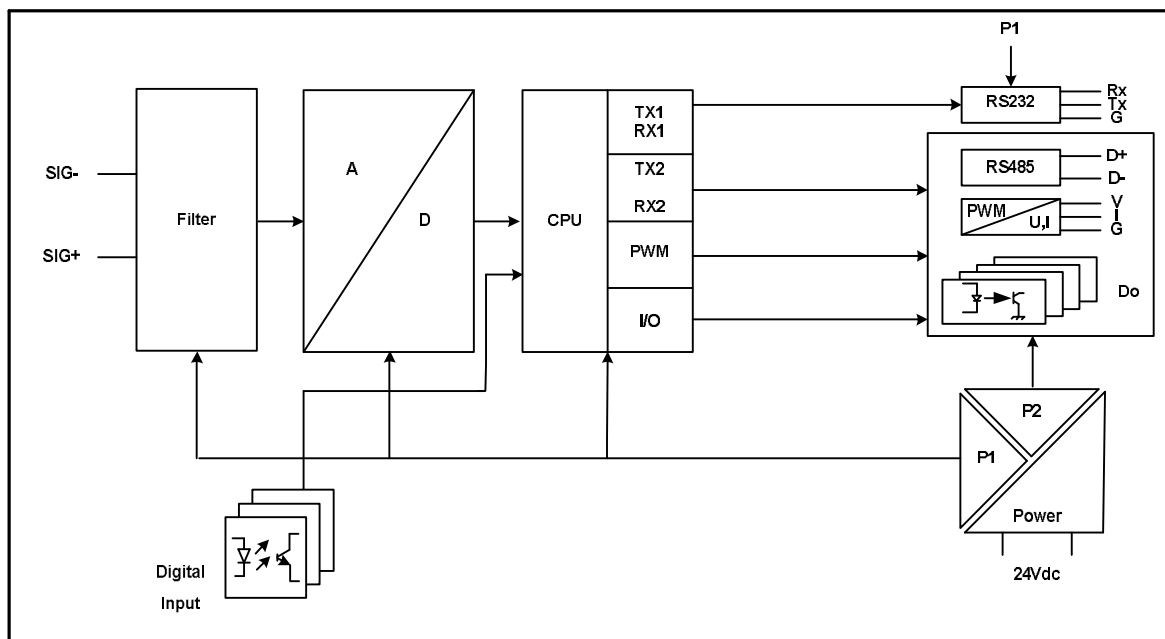 P1
RS232
Rx
Tx
G
SIG-
SIG+
Filter
A
D
CPU
TX1
RX1
TX2
RX2
PWM
I/O
RS485
D+
D-
PWM
U,I
V
I
G
Do
P2
P1
Power
24Vdc
Digital
Input